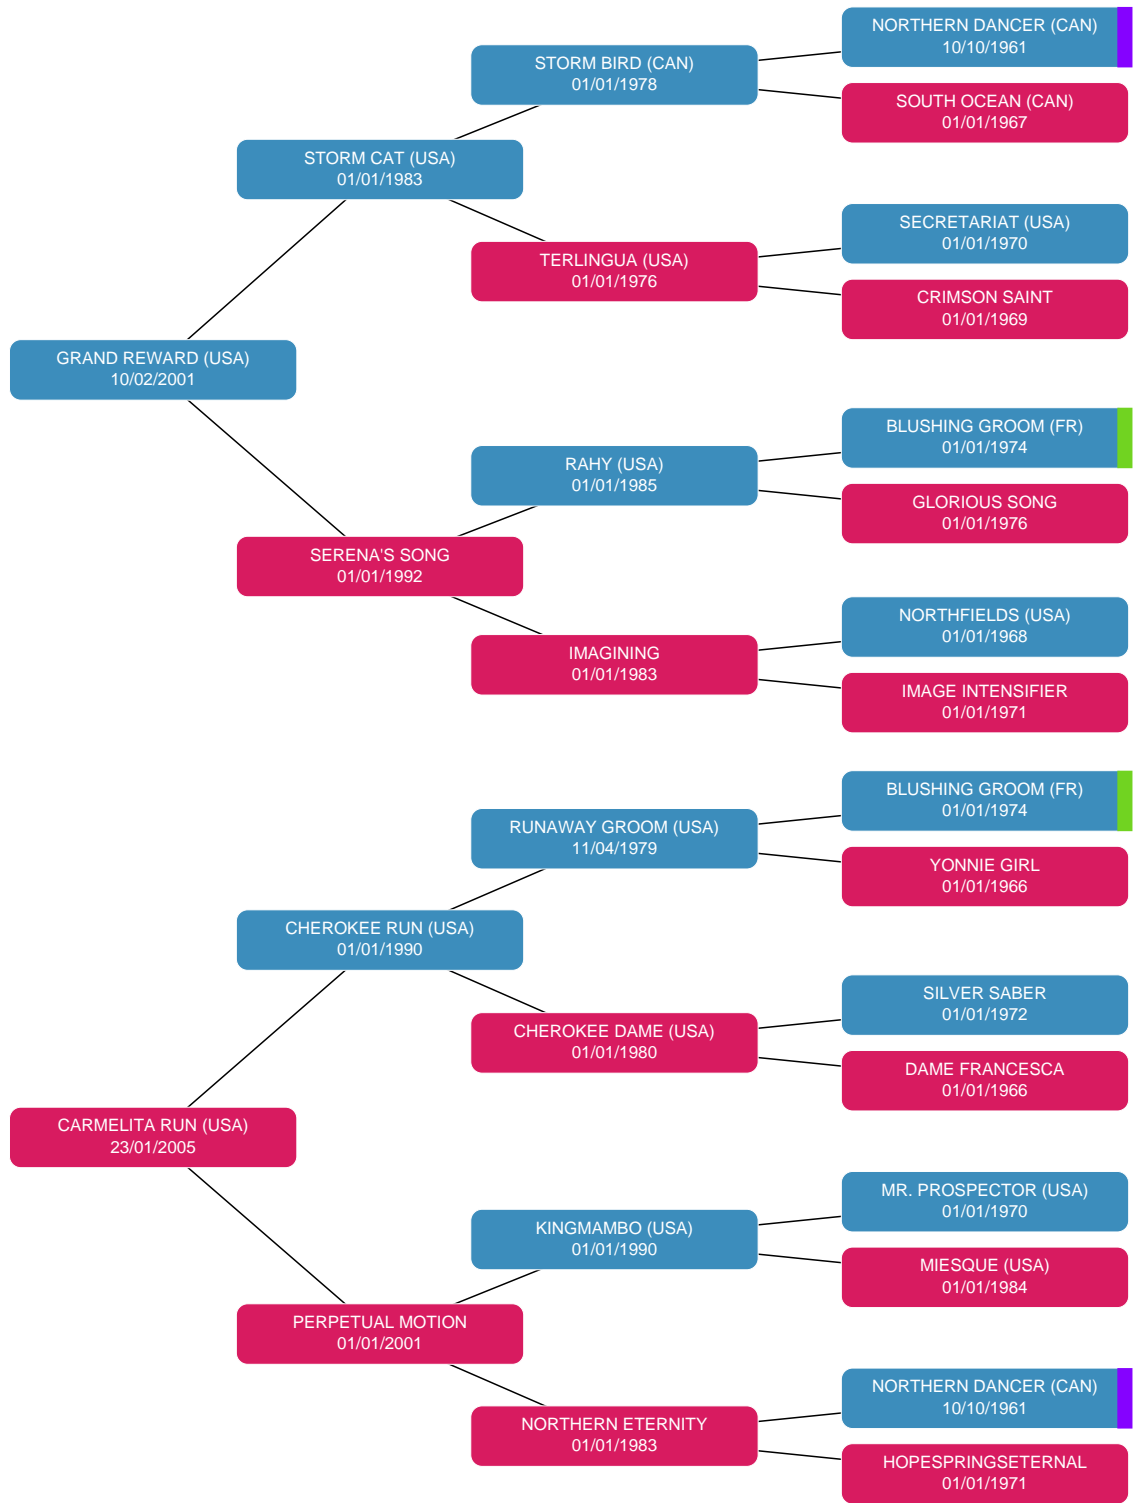 NORTHERN DANCER (CAN)
10/10/1961
STORM BIRD (CAN)
01/01/1978
SOUTH OCEAN (CAN)
01/01/1967
STORM CAT (USA)
01/01/1983
SECRETARIAT (USA)
01/01/1970
TERLINGUA (USA)
01/01/1976
CRIMSON SAINT
01/01/1969
GRAND REWARD (USA)
10/02/2001
BLUSHING GROOM (FR)
01/01/1974
RAHY (USA)
01/01/1985
GLORIOUS SONG
01/01/1976
SERENA'S SONG
01/01/1992
NORTHFIELDS (USA)
01/01/1968
IMAGINING
01/01/1983
IMAGE INTENSIFIER
01/01/1971
BLUSHING GROOM (FR)
01/01/1974
RUNAWAY GROOM (USA)
11/04/1979
YONNIE GIRL
01/01/1966
CHEROKEE RUN (USA)
01/01/1990
SILVER SABER
01/01/1972
CHEROKEE DAME (USA)
01/01/1980
DAME FRANCESCA
01/01/1966
CARMELITA RUN (USA)
23/01/2005
MR. PROSPECTOR (USA)
01/01/1970
KINGMAMBO (USA)
01/01/1990
MIESQUE (USA)
01/01/1984
PERPETUAL MOTION
01/01/2001
NORTHERN DANCER (CAN)
10/10/1961
NORTHERN ETERNITY
01/01/1983
HOPESPRINGSETERNAL
01/01/1971